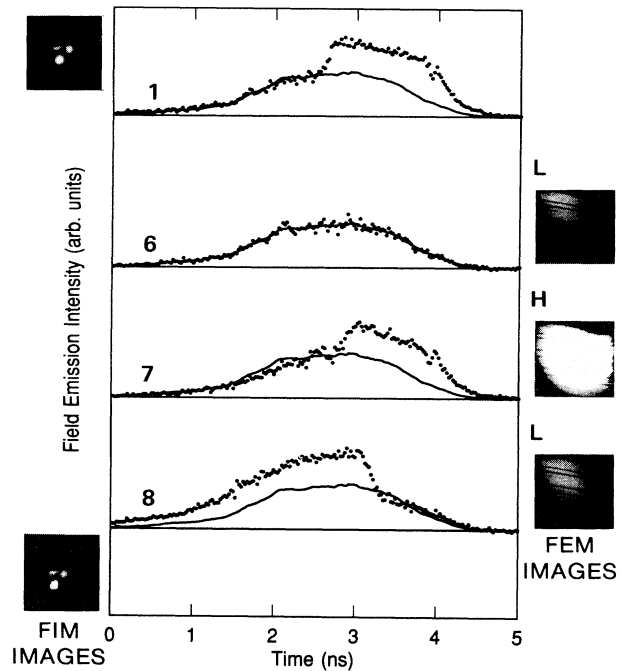 1
L
6
H
7
L
8
Field Emission Intensity (arb. units)
FEM
IMAGES
FIM
IMAGES
0 1 2 3 4 5
Time (ns)